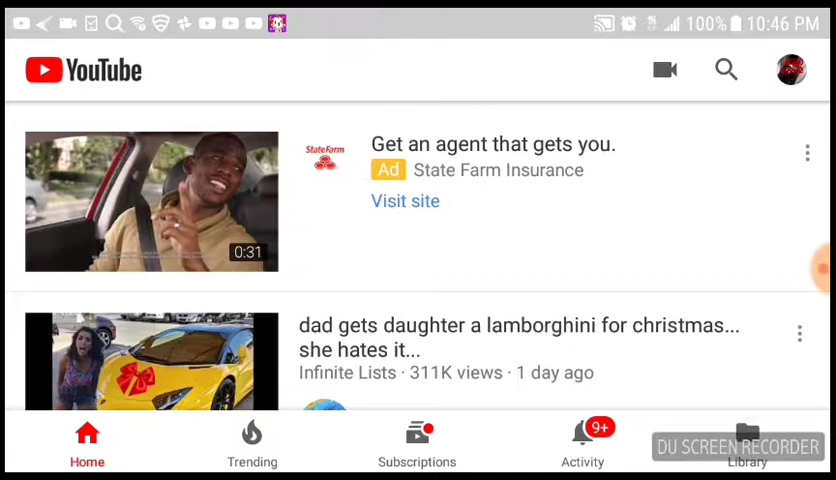 100% 10:46 PM
YouTube
StateFarm
Get an agent that gets you.
Ad State Farm Insurance
Visit site
0:31
dad gets daughter a lamborghini for christmas...
she hates it...
Infinite Lists · 311K views · 1 day ago
9+
DU SCREEN RECORDER
Home Trending Subscriptions Activity Library